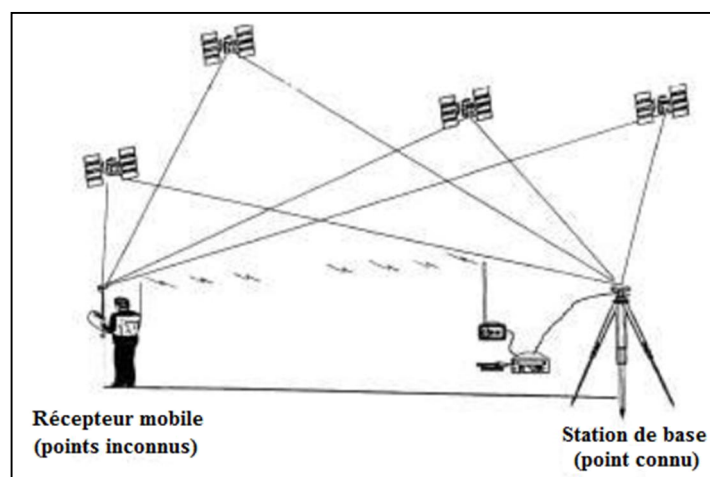 Récepteur mobile
(points inconnus)
Station de base
(point connu)